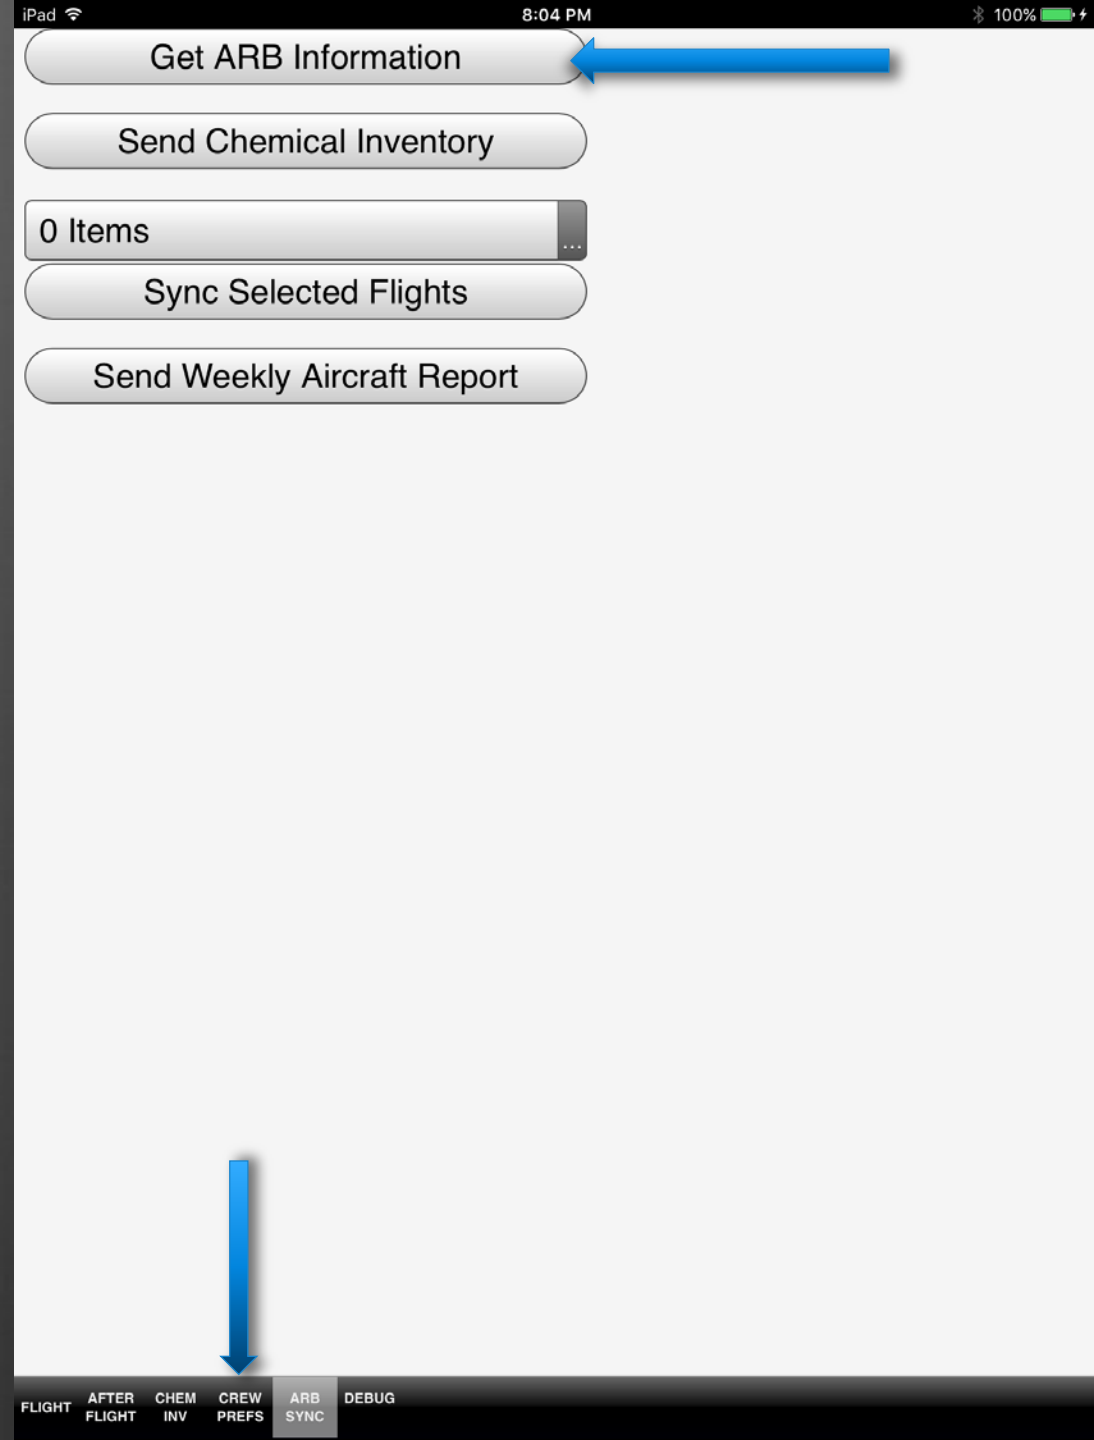 iPad 8:04 PM 100%
Get ARB Information
Send Chemical Inventory
0 Items ...
Sync Selected Flights
Send Weekly Aircraft Report
FLIGHT
AFTER
FLIGHT
CHEM
INV
CREW
PREFS
ARB
SYNC
DEBUG